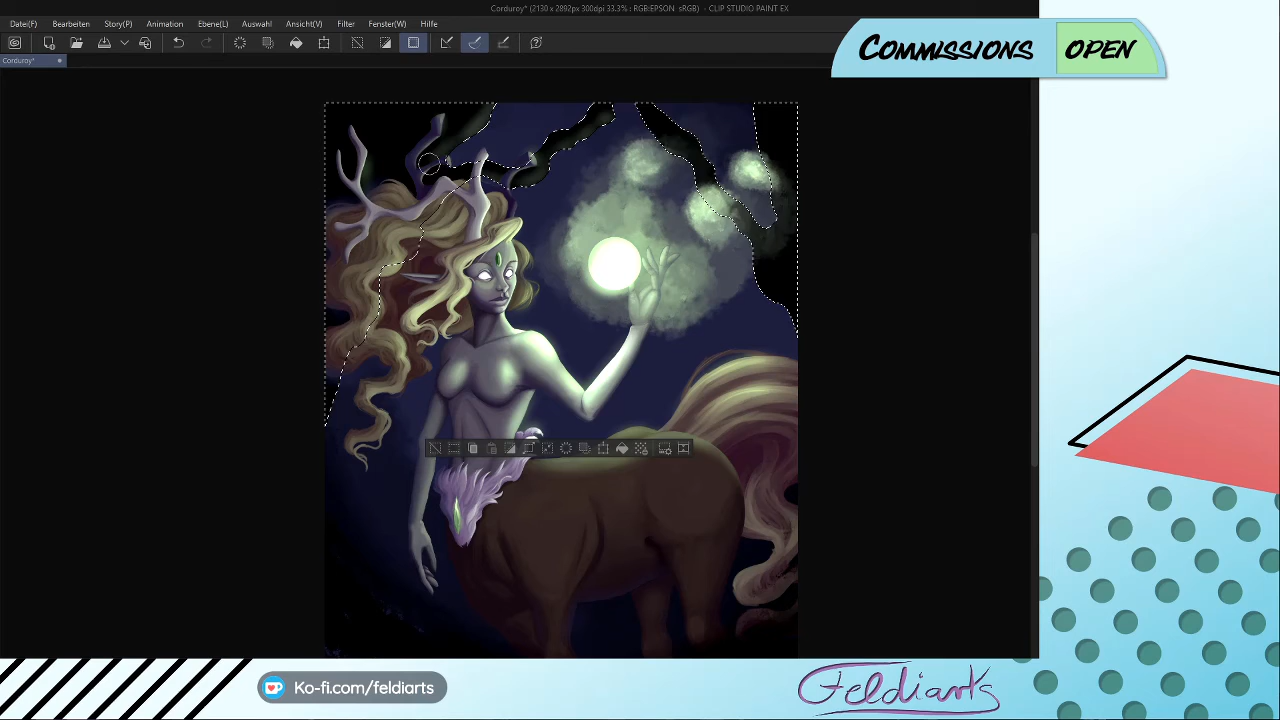 Corduroy* (2130 x 2892px 300dpi 33.3% : RGB:EPSON sRGB) - CLIP STUDIO PAINT EX
Datei(F) Bearbeiten Story(P) Animation Ebene(L) Auswahl Ansicht(V) Filter Fenster(W) Hilfe
Corduroy*
Commissions OPEN
Ko-fi.com/feldiarts
Feldiarts